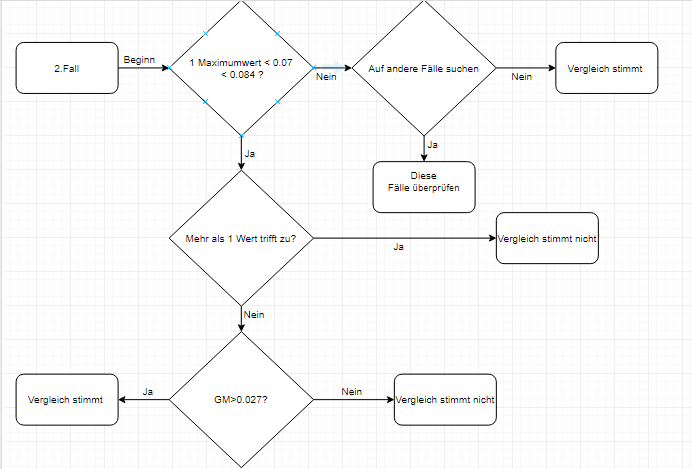 2.Fall
Beginn
1 Maximumwert < 0.07
< 0.084 ?
Nein
Auf andere Fälle suchen
Nein
Vergleich stimmt
Ja
Ja
Diese
Fälle überprüfen
Mehr als 1 Wert trifft zu?
Ja
Vergleich stimmt nicht
Nein
Vergleich stimmt
Ja
GM>0.027?
Nein
Vergleich stimmt nicht